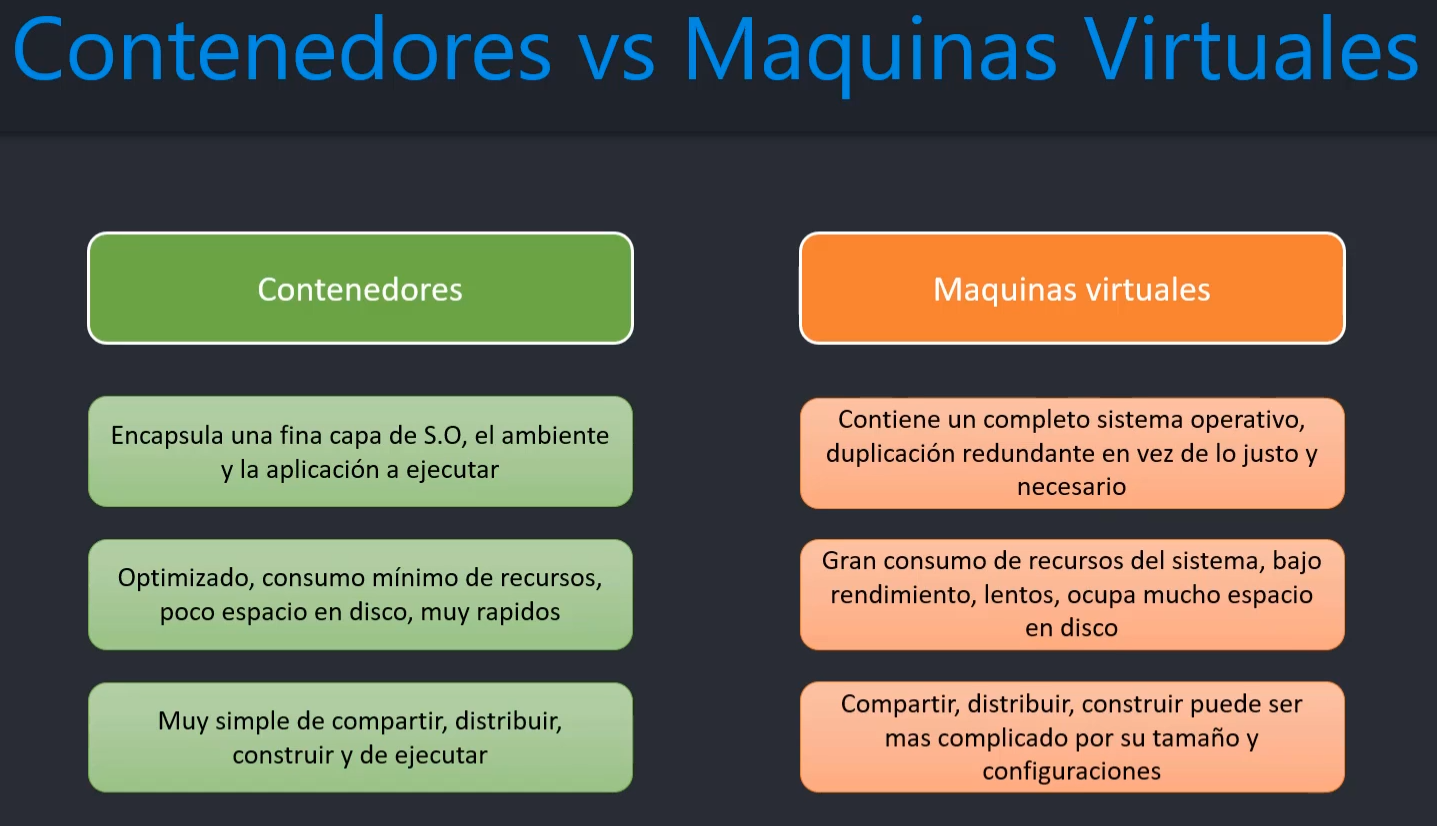 Contenedores vs Maquinas Virtuales
Contenedores
Maquinas virtuales
Encapsula una fina capa de S.O, el ambiente
y la aplicación a ejecutar
Contiene un completo sistema operativo,
duplicación redundante en vez de lo justo y
necesario
Optimizado, consumo mínimo de recursos,
poco espacio en disco, muy rapidos
Gran consumo de recursos del sistema, bajo
rendimiento, lentos, ocupa mucho espacio
en disco
Muy simple de compartir, distribuir,
construir y de ejecutar
Compartir, distribuir, construir puede ser
mas complicado por su tamaño y
configuraciones